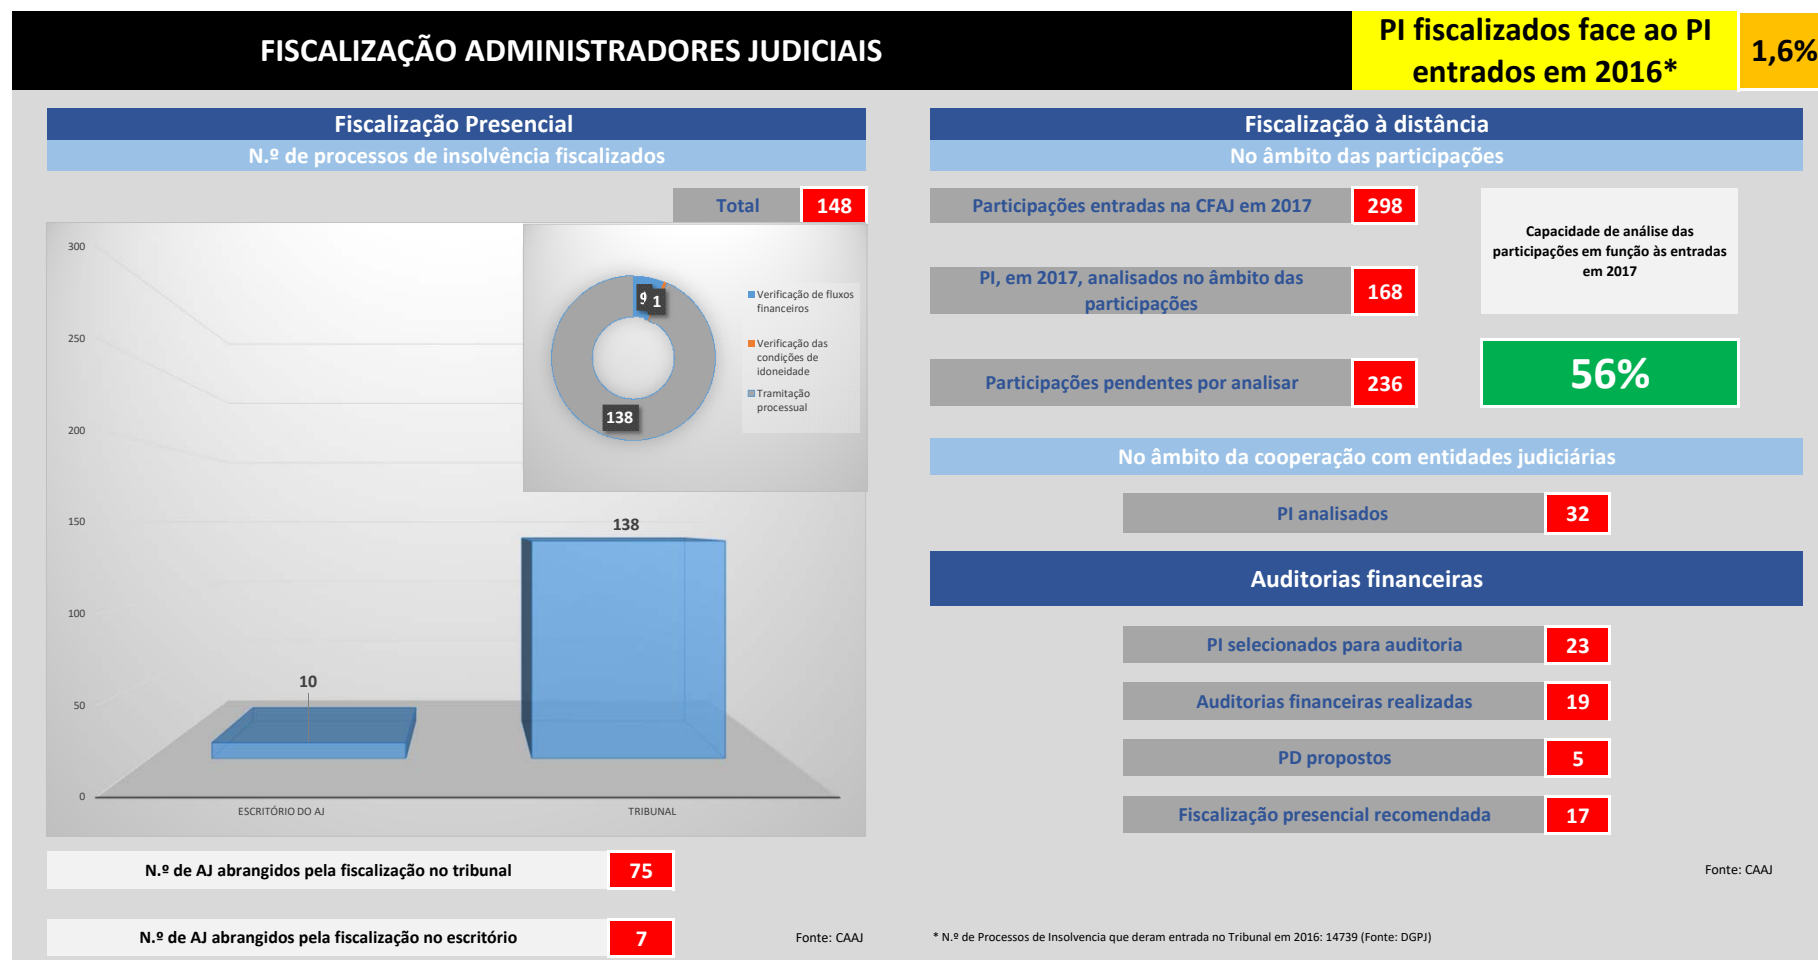 FISCALIZAÇÃO ADMINISTRADORES JUDICIAIS
PI fiscalizados face ao PI
entrados em 2016*
1,6%
Fiscalização Presencial
N.º de processos de insolvência fiscalizados
Total
148
300
250
200
150
100
50
0
9
1
138
Verificação de fluxos
financeiros
Verificação das
condições de
idoneidade
Tramitação
processual
10
138
ESCRITÓRIO DO AJ
TRIBUNAL
N.º de AJ abrangidos pela fiscalização no tribunal
75
N.º de AJ abrangidos pela fiscalização no escritório
7
Fonte: CAAJ
Fiscalização à distância
No âmbito das participações
Participações entradas na CFAJ em 2017
298
PI, em 2017, analisados no âmbito das
participações
168
Participações pendentes por analisar
236
Capacidade de análise das
participações em função às entradas
em 2017
56%
No âmbito da cooperação com entidades judiciárias
PI analisados
32
Auditorias financeiras
PI selecionados para auditoria
23
Auditorias financeiras realizadas
19
PD propostos
5
Fiscalização presencial recomendada
17
Fonte: CAAJ
* N.º de Processos de Insolvencia que deram entrada no Tribunal em 2016: 14739 (Fonte: DGPJ)